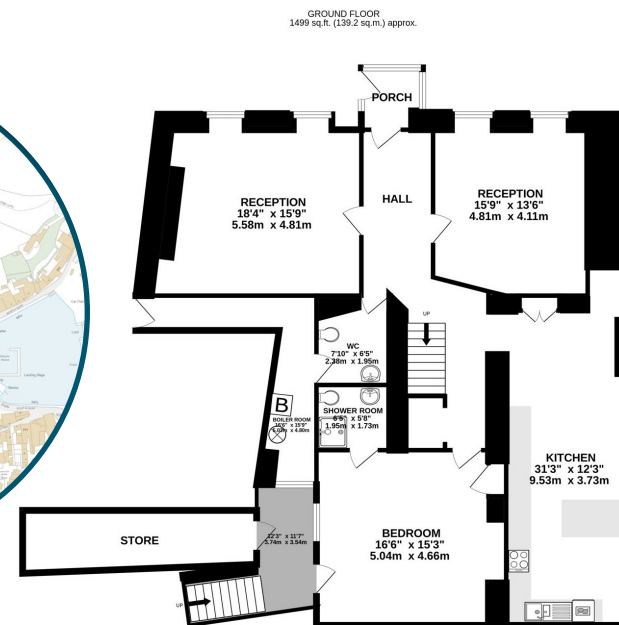 GROUND FLOOR
1499 sq.ft. (139.2 sq.m.) approx.
PORCH
RECEPTION
18'4" x 15'9"
5.58m x 4.81m
HALL
RECEPTION
15'9" x 13'6"
4.81m x 4.11m
UP
WC
7'10" x 6'5"
2.38m x 1.95m
B
BOILER ROOM
SHOWER ROOM
6'5" x 5'8"
1.95m x 1.73m
KITCHEN
31'3" x 12'3"
9.53m x 3.73m
STORE
12'3" x 11'7"
3.74m x 3.54m
BEDROOM
16'6" x 15'3"
5.04m x 4.66m
UP